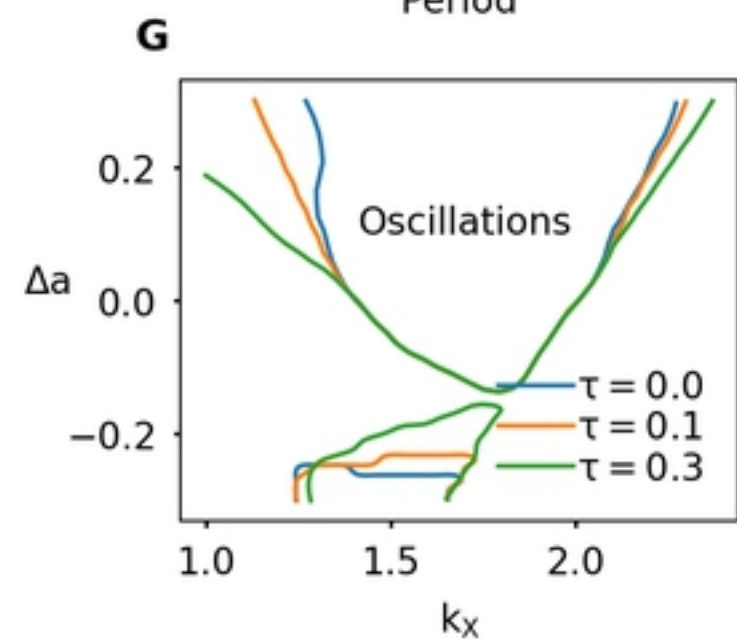 Period
G
0.2
Oscillations
Δa
0.0
τ = 0.0
τ = 0.1
−0.2
τ = 0.3
1.0 1.5 2.0
kX